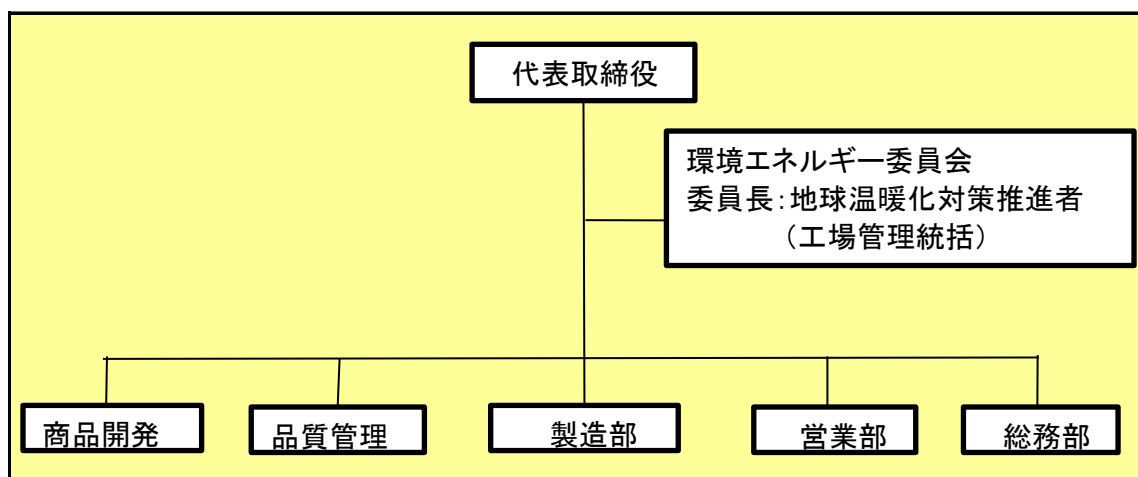 代表取締役
環境エネルギー委員会
委員長：地球温暖化対策推進者
（工場管理統括）
商品開発
品質管理
製造部
営業部
総務部